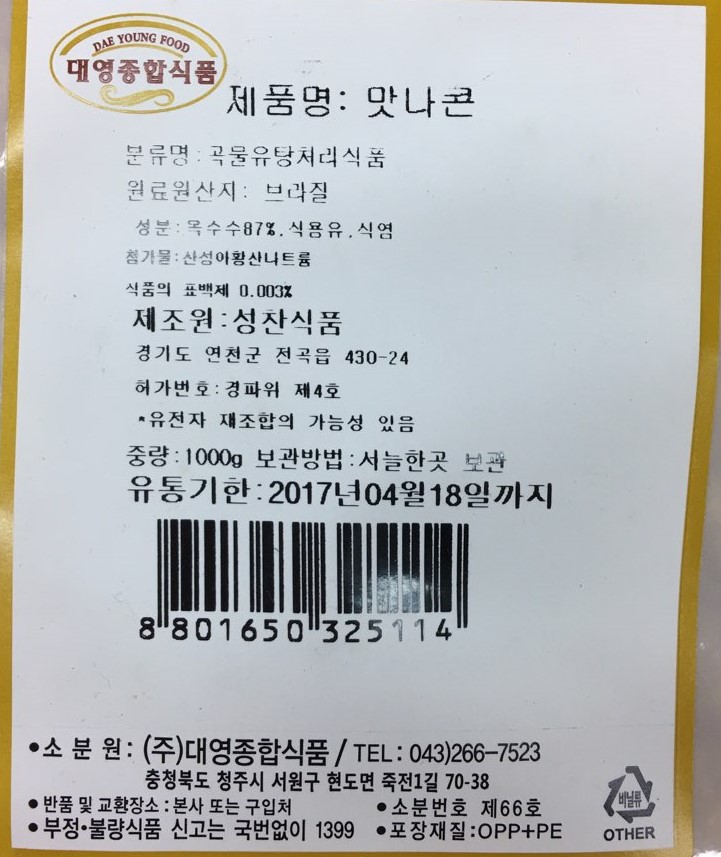 DAE YOUNG FOOD
대영종합식품
제품명: 맛나콘
분류명:곡물유탕처리식품
원료원산지: 브라질
성분:옥수수87%.식용유.식염
첨가물:산성아황산나트륨
식품의 표백제 0.003%
제조원:성찬식품
경기도 연천군 전곡읍 430-24
허가번호:경파위 제4호
*유전자 재조합의 가능성 있음
중량:1000g 보관방법:서늘한곳 보관
유통기한:2017년04월18일까지
8 801650 325114
•소 분 원: (주)대영종합식품 / TEL: 043)266-7523
충청북도 청주시 서원구 현도면 죽전1길 70-38
•반품 및 교환장소:본사 또는 구입처 •소분번호 제66호
•부정•불량식품 신고는 국번없이 1399 •포장재질:OPP+PE
비닐류
OTHER